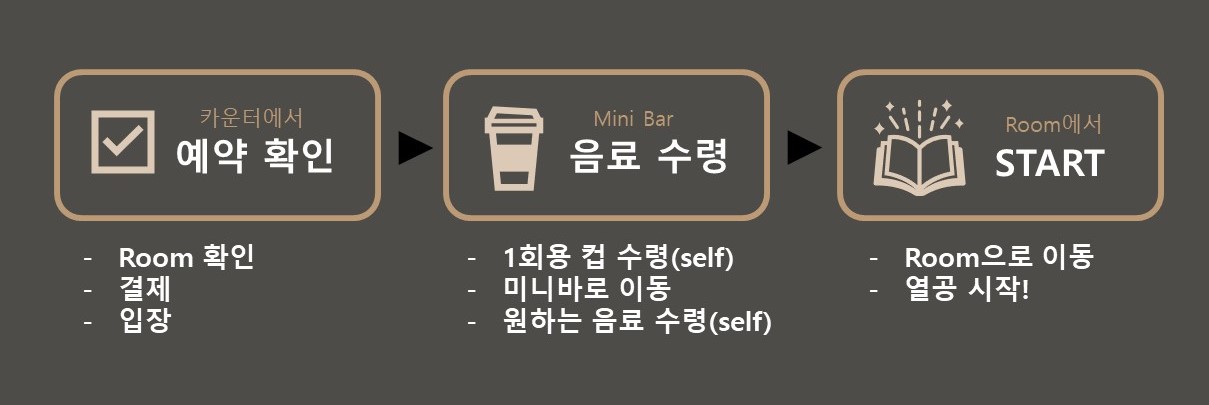 카운터에서
예약 확인
- Room 확인
- 결제
- 입장
Mini Bar
음료 수령
- 1회용 컵 수령(self)
- 미니바로 이동
- 원하는 음료 수령(self)
Room에서
START
- Room으로 이동
- 열공 시작!